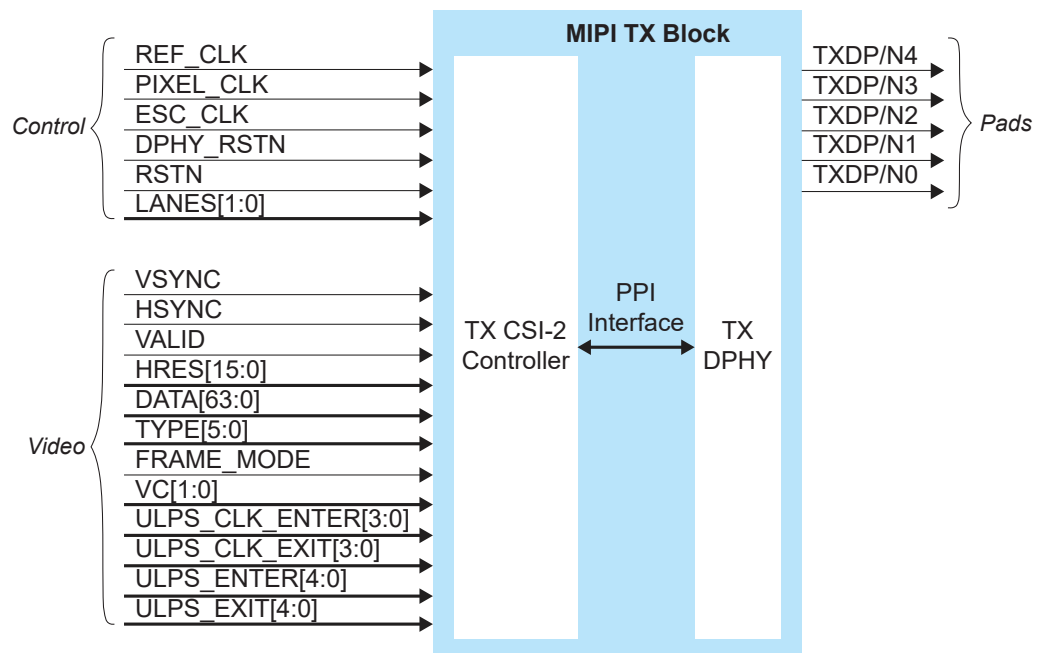 MIPI TX Block
Control
REF_CLK
PIXEL_CLK
ESC_CLK
DPHY_RSTN
RSTN
LANES[1:0]
Video
VSYNC
HSYNC
VALID
HRES[15:0]
DATA[63:0]
TYPE[5:0]
FRAME_MODE
VC[1:0]
ULPS_CLK_ENTER[3:0]
ULPS_CLK_EXIT[3:0]
ULPS_ENTER[4:0]
ULPS_EXIT[4:0]
TX CSI-2
Controller
PPI
Interface
TX
DPHY
TXDP/N4
TXDP/N3
TXDP/N2
TXDP/N1
TXDP/N0
Pads